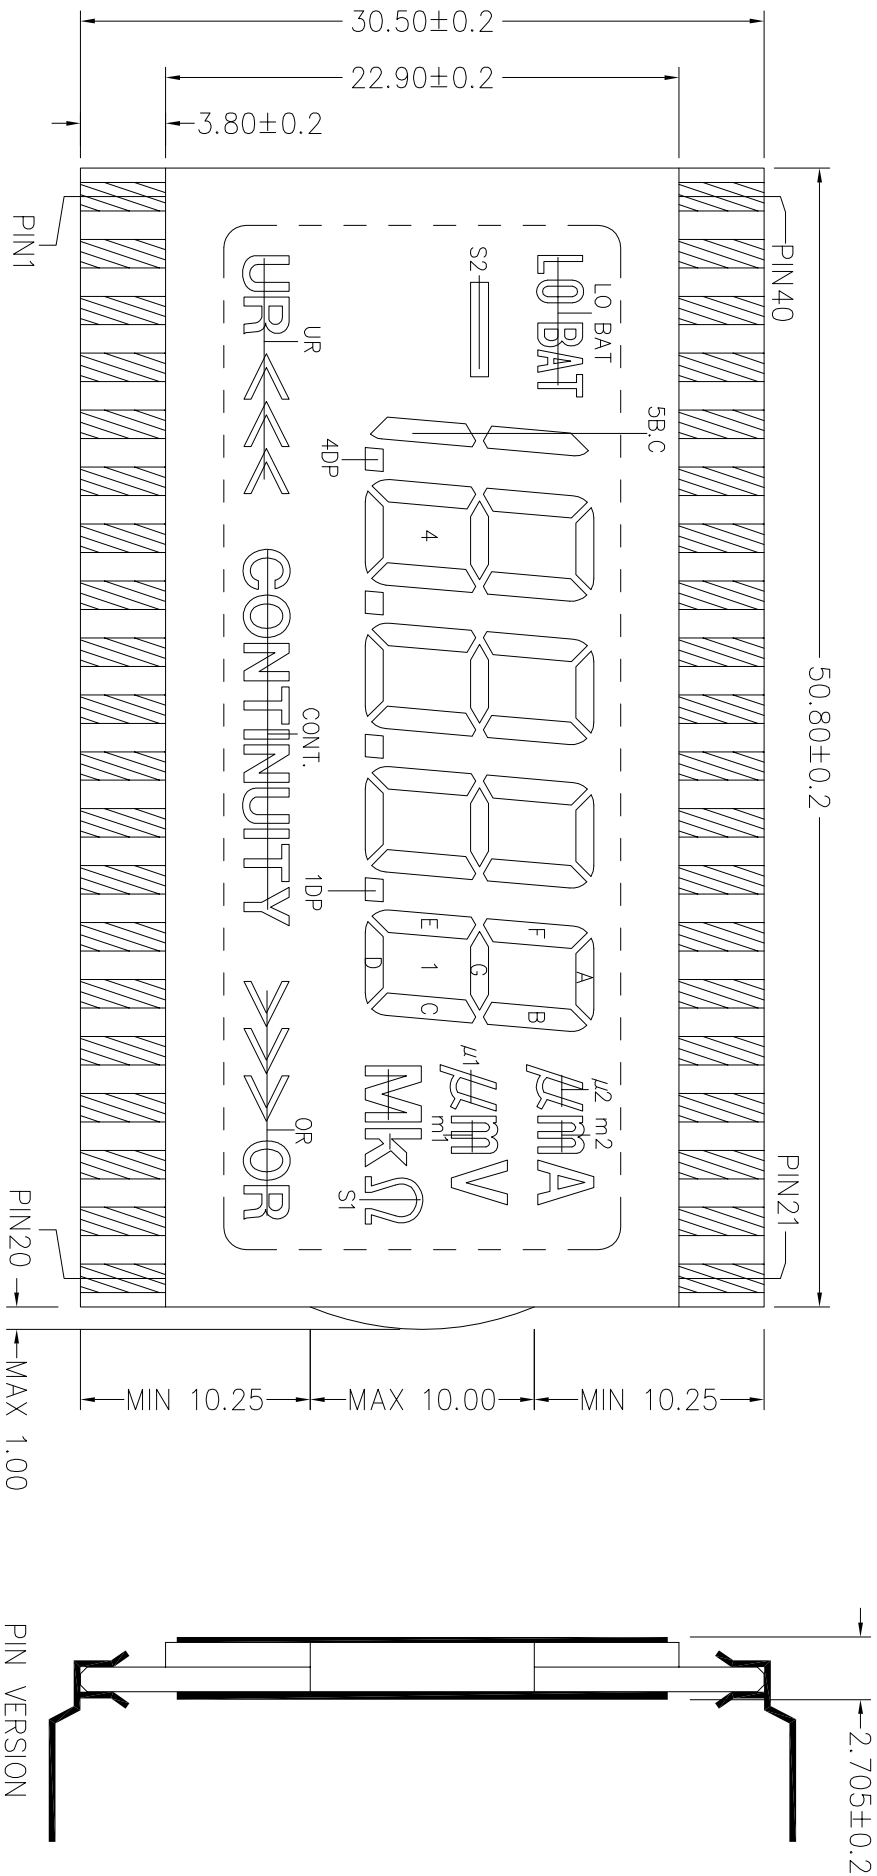 30.50±0.2
22.90±0.2
3.80±0.2
PIN1
PIN40
LO BAT
LO BAT
S2
UR
UR
5B.C
4DP
4
50.80±0.2
CONTINUITY
CONT.
1DP
A
F
B
G
E
1
C
D
μ2 m2
μmA
μ1
m1
μmV
MkΩ
S1
OR
OR
PIN20
PIN21
MAX 1.00
MIN 10.25
MAX 10.00
MIN 10.25
2.705±0.2
PIN VERSION